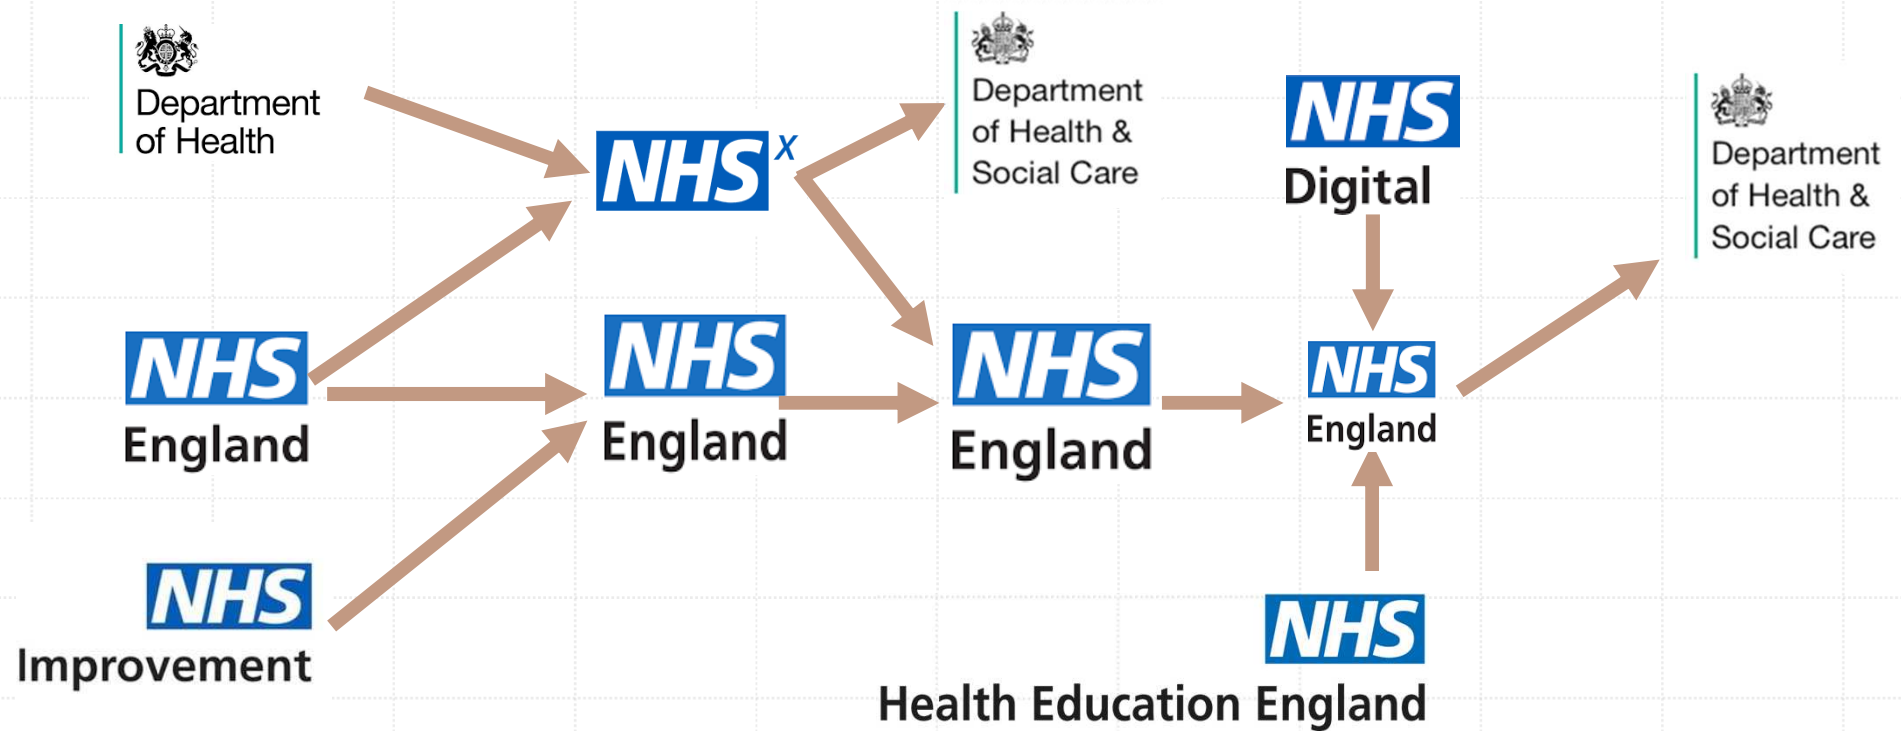 Department
of Health
NHS X
Department
of Health &
Social Care
NHS
Digital
Department
of Health &
Social Care
NHS
England
NHS
England
NHS
England
NHS
England
NHS
Improvement
NHS
Health Education England